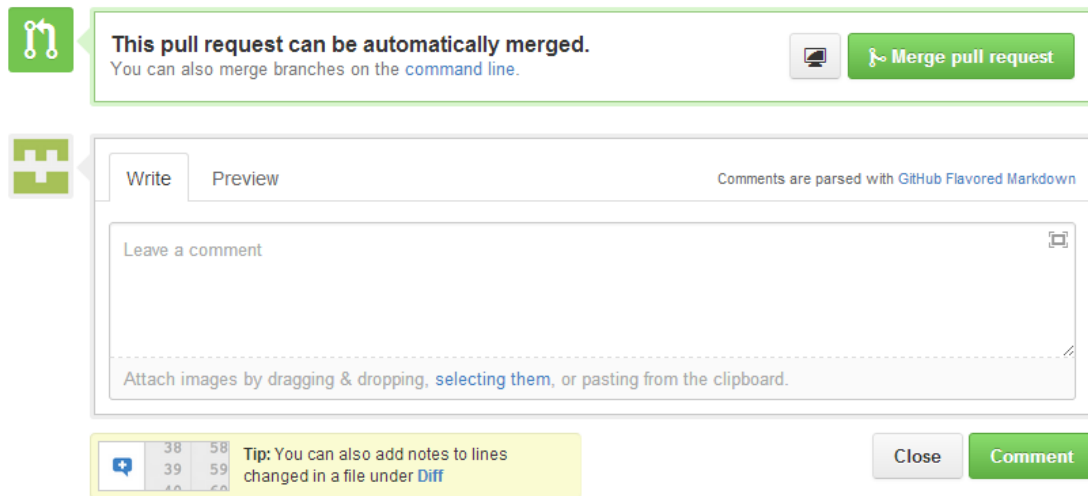 This pull request can be automatically merged.
You can also merge branches on the command line.
Merge pull request
Write
Preview
Comments are parsed with GitHub Flavored Markdown
Leave a comment
Attach images by dragging & dropping, selecting them, or pasting from the clipboard.
38 58
39 59
40 60
Tip: You can also add notes to lines
changed in a file under Diff
Close
Comment